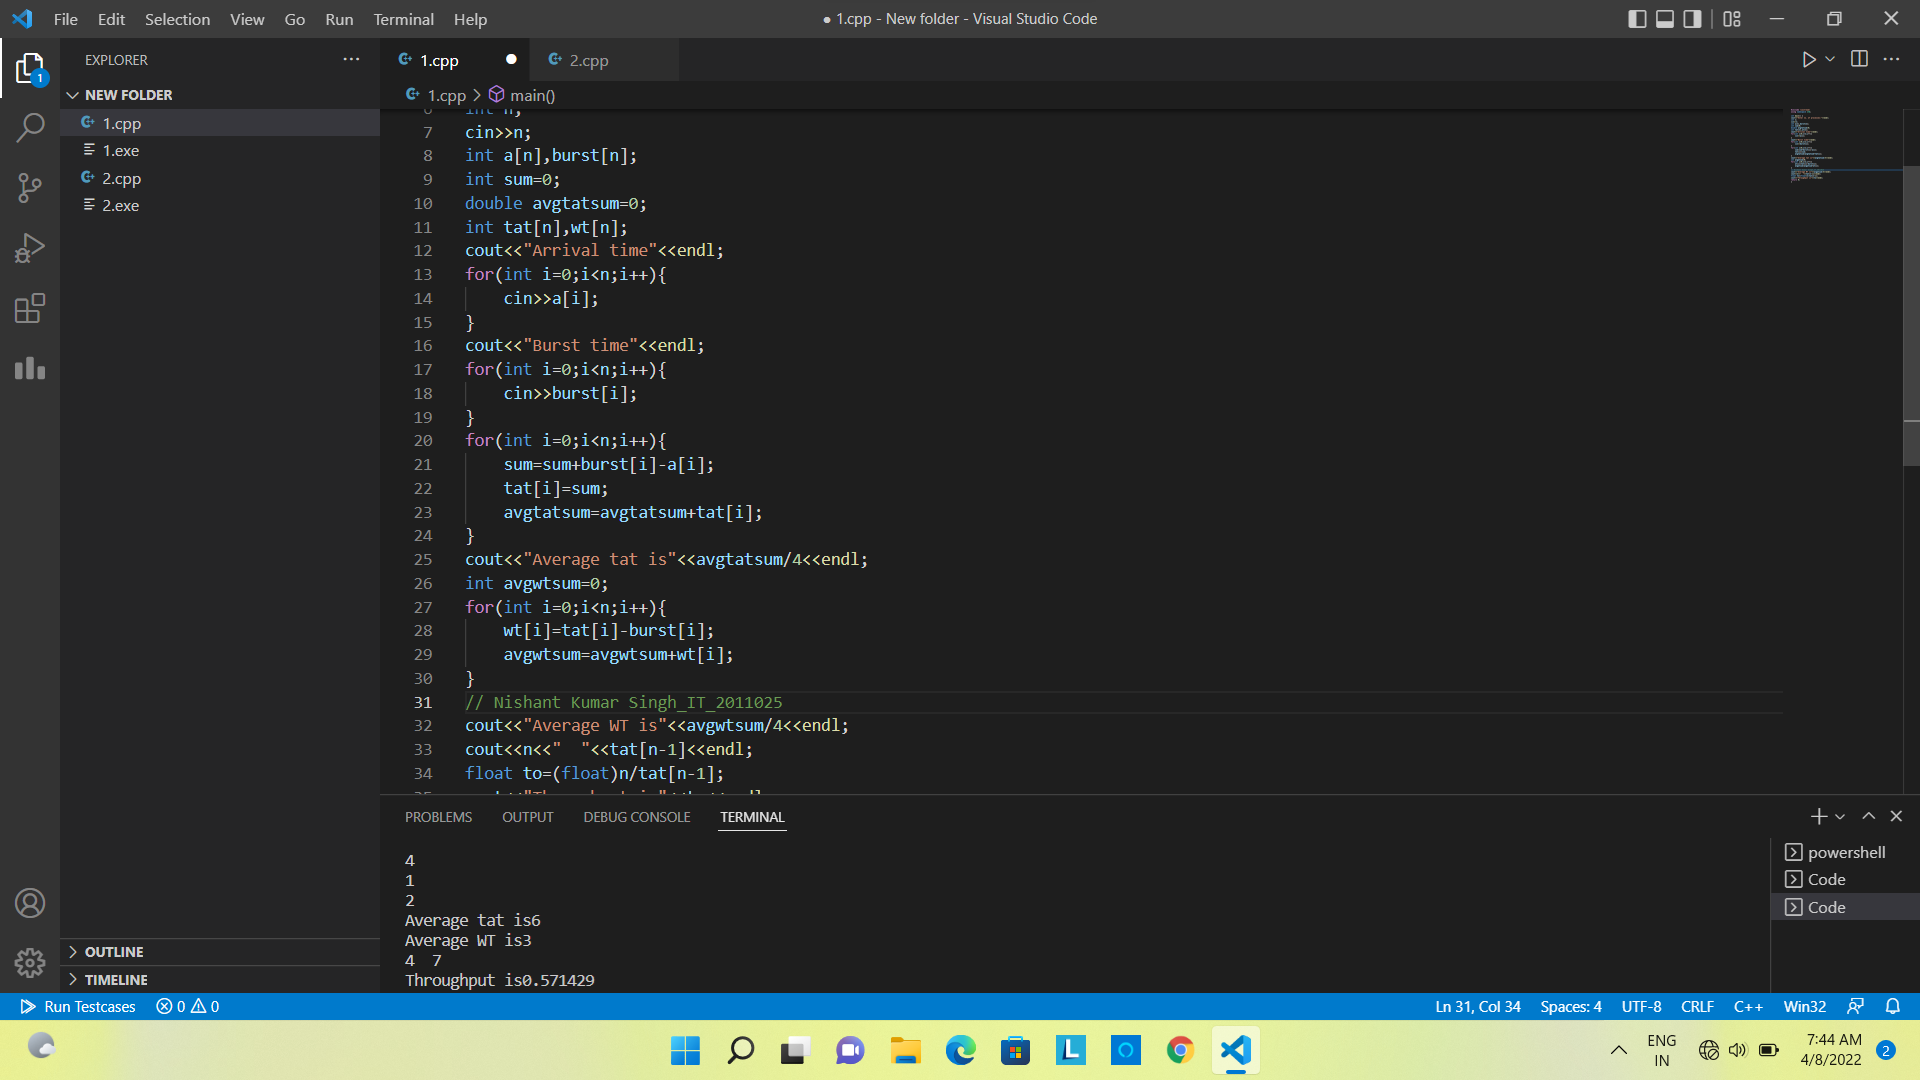 File Edit Selection View Go Run Terminal Help
● 1.cpp - New folder - Visual Studio Code
EXPLORER
1
NEW FOLDER
1.cpp
1.exe
2.cpp
2.exe
OUTLINE
TIMELINE
1.cpp 2.cpp
1.cpp > main()
6 int n;
7 cin>>n;
8 int a[n],burst[n];
9 int sum=0;
10 double avgtatsum=0;
11 int tat[n],wt[n];
12 cout<<"Arrival time"<<endl;
13 for(int i=0;i<n;i++){
14 cin>>a[i];
15 }
16 cout<<"Burst time"<<endl;
17 for(int i=0;i<n;i++){
18 cin>>burst[i];
19 }
20 for(int i=0;i<n;i++){
21 sum=sum+burst[i]-a[i];
22 tat[i]=sum;
23 avgtatsum=avgtatsum+tat[i];
24 }
25 cout<<"Average tat is"<<avgtatsum/4<<endl;
26 int avgwtsum=0;
27 for(int i=0;i<n;i++){
28 wt[i]=tat[i]-burst[i];
29 avgwtsum=avgwtsum+wt[i];
30 }
31 // Nishant Kumar Singh_IT_2011025
32 cout<<"Average WT is"<<avgwtsum/4<<endl;
33 cout<<n<<"  "<<tat[n-1]<<endl;
34 float to=(float)n/tat[n-1];
PROBLEMS OUTPUT DEBUG CONSOLE TERMINAL
4
1
2
Average tat is6
Average WT is3
4  7
Throughput is0.571429
powershell
Code
Code
Run Testcases 0 0
Ln 31, Col 34 Spaces: 4 UTF-8 CRLF C++ Win32
ENG
IN
7:44 AM
4/8/2022
2